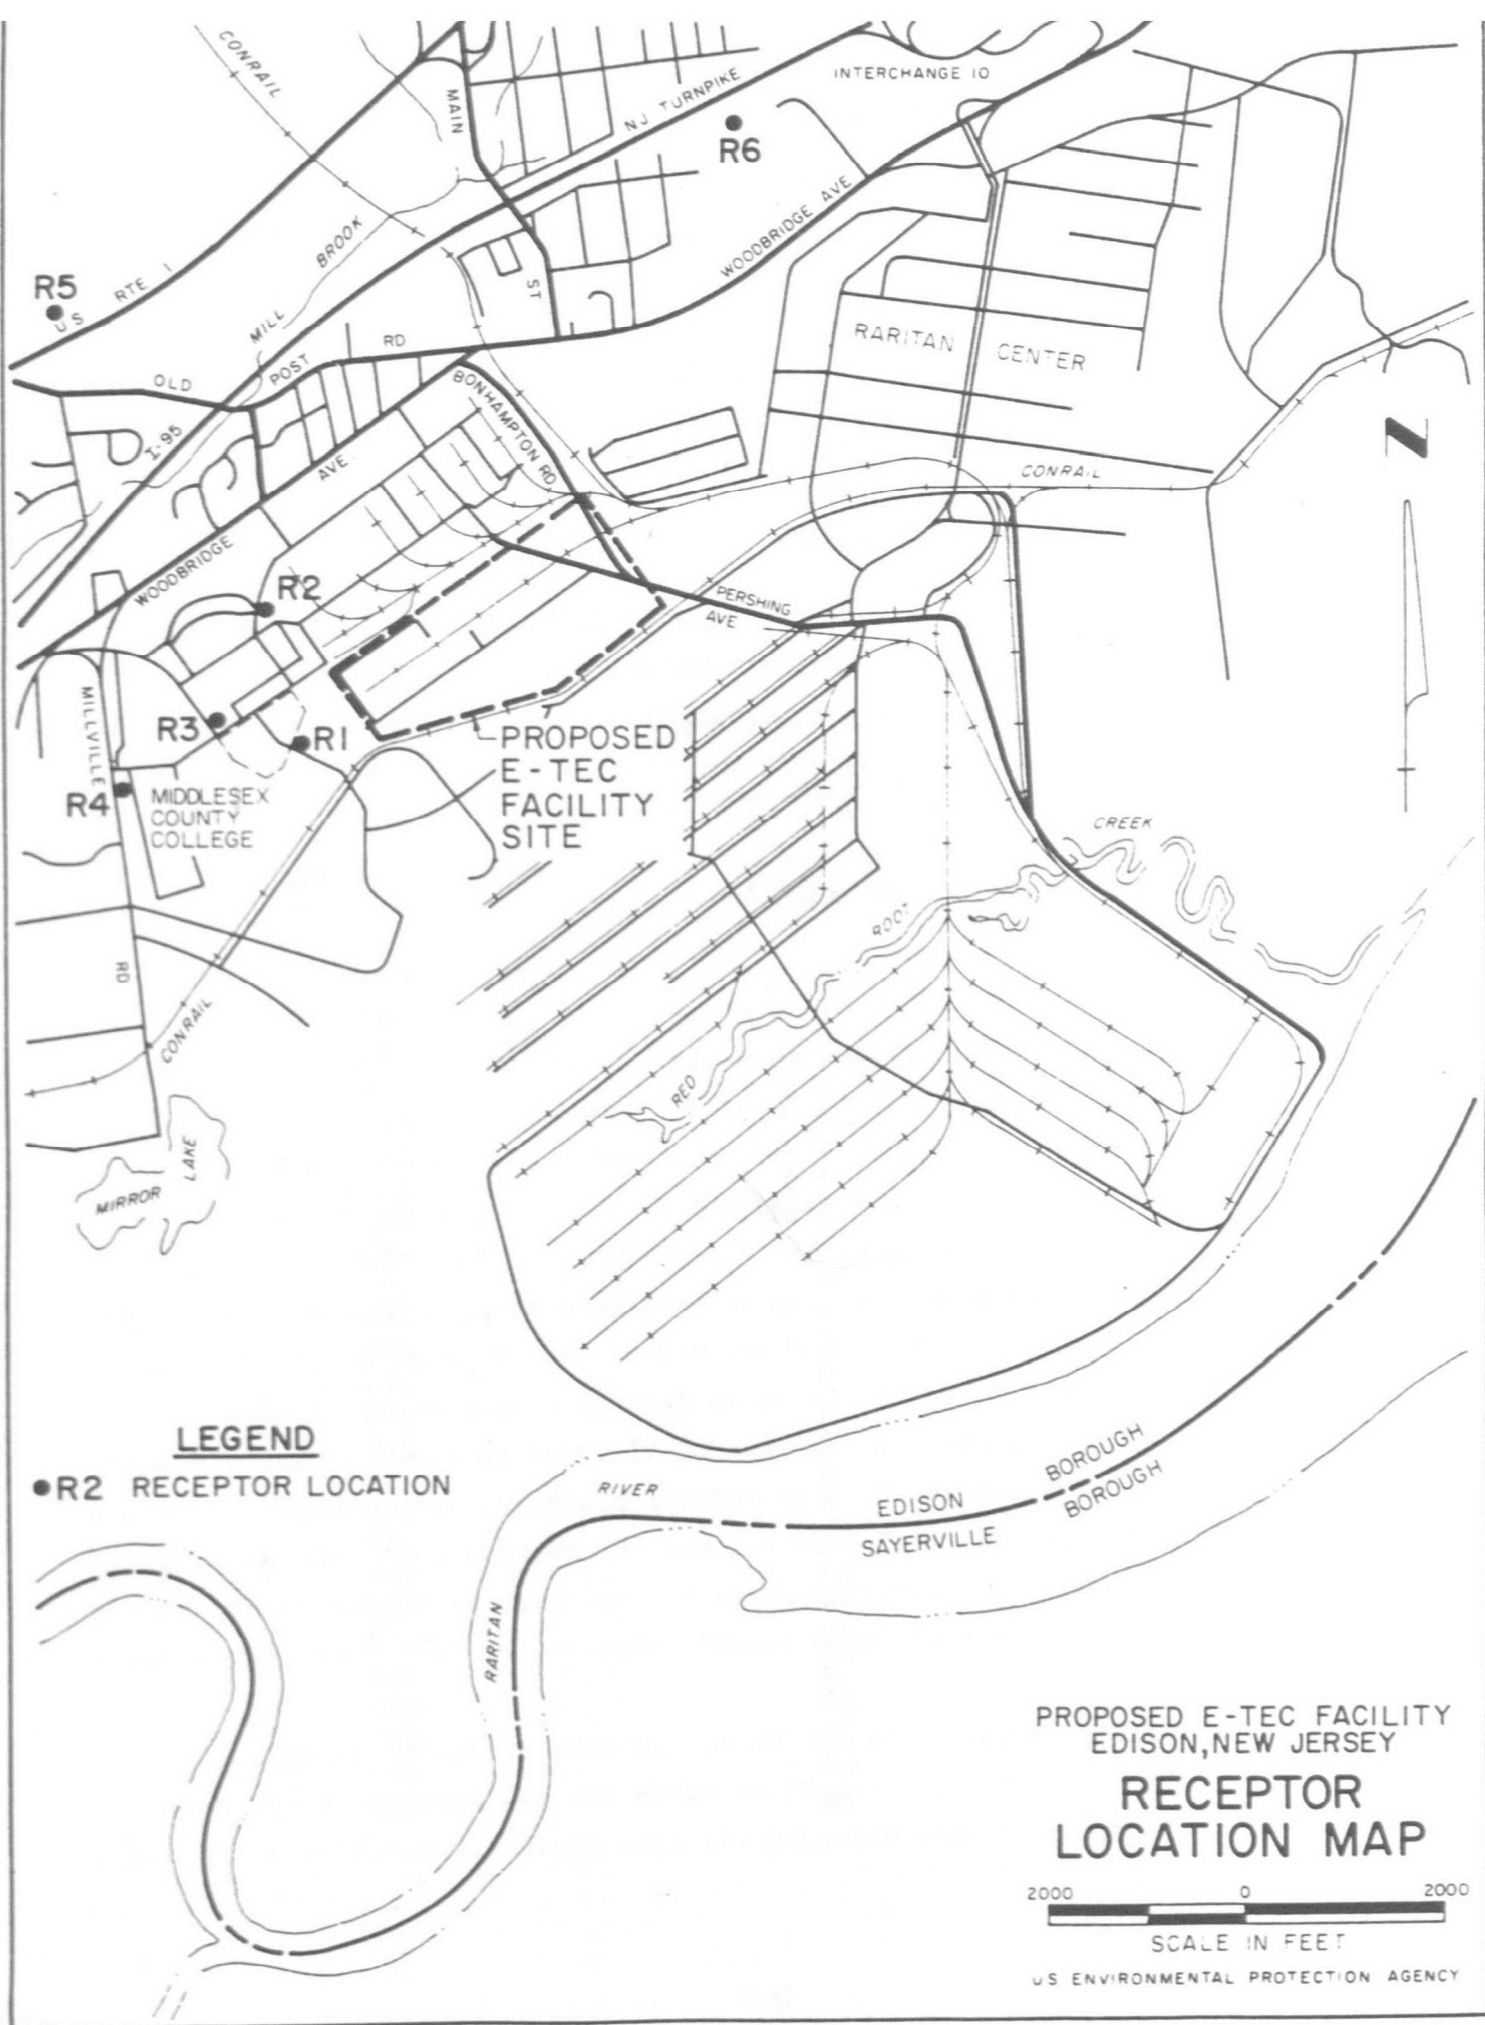 CONRAIL
MAIN
NJ TURNPIKE
INTERCHANGE 10
R6
BROOK
WOODBRIDGE AVE
R5
US
RTE 1
MILL
ST
RARITAN CENTER
OLD
POST
RD
BONHAMPTON RD
I-95
AVE
CONRAIL
N
WOODBRIDGE
R2
PERSHING
AVE
MILLVILLE
R3
R1
PROPOSED
E-TEC
FACILITY
SITE
R4
MIDDLESEX
COUNTY
COLLEGE
CREEK
ROOT
RD
CONRAIL
RED
MIRROR
LAKE
LEGEND
R2 RECEPTOR LOCATION
RIVER
EDISON
BOROUGH
SAYERVILLE
BOROUGH
RARITAN
PROPOSED E-TEC FACILITY
EDISON, NEW JERSEY
RECEPTOR
LOCATION MAP
2000 0 2000
SCALE IN FEET
US ENVIRONMENTAL PROTECTION AGENCY